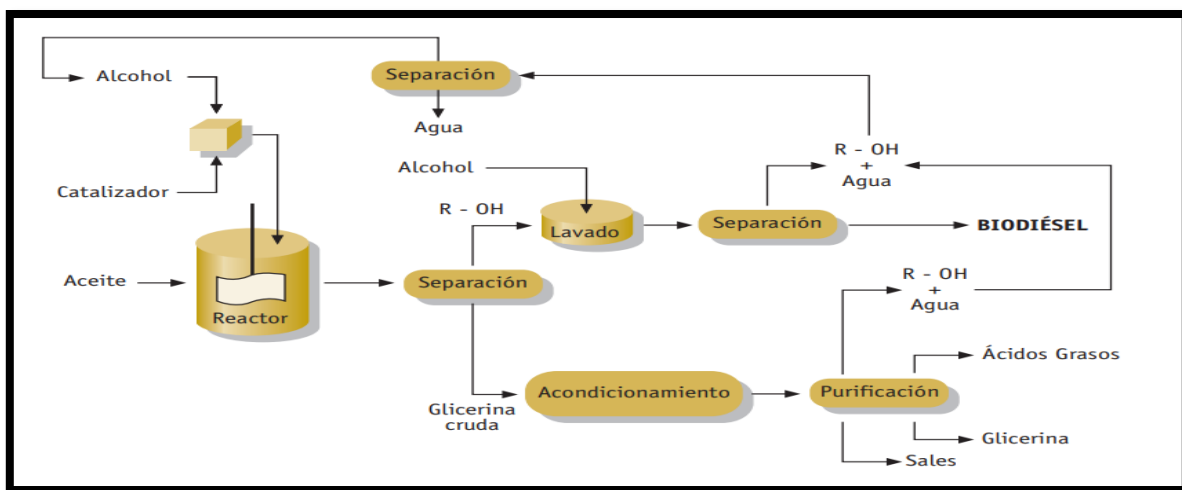 Separación
Alcohol
Agua
R - OH
+
Agua
Alcohol
Catalizador
R - OH
Lavado
Separación
BIODIÉSEL
Aceite
Separación
R - OH
+
Agua
Reactor
Ácidos Grasos
Acondicionamiento
Purificación
Glicerina
cruda
Glicerina
Sales